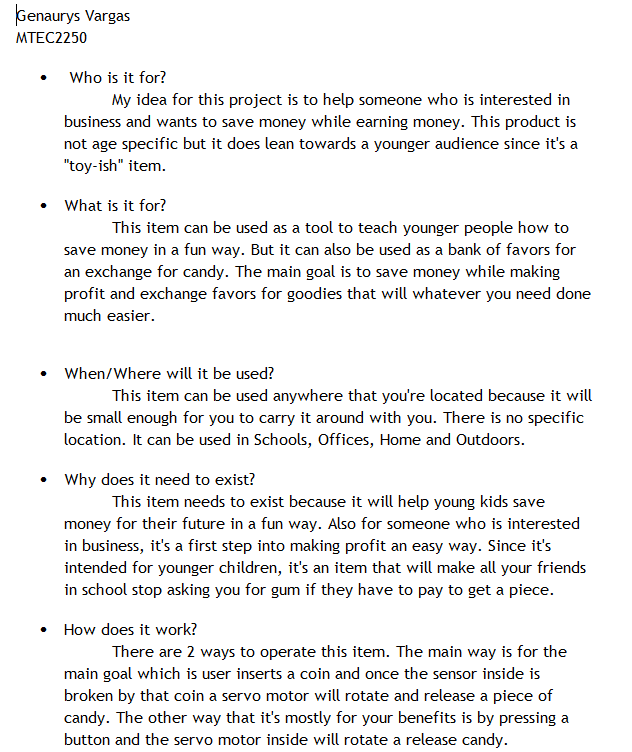 Genaurys Vargas
MTEC2250
• Who is it for?
My idea for this project is to help someone who is interested in
business and wants to save money while earning money. This product is
not age specific but it does lean towards a younger audience since it's a
"toy-ish" item.
• What is it for?
This item can be used as a tool to teach younger people how to
save money in a fun way. But it can also be used as a bank of favors for
an exchange for candy. The main goal is to save money while making
profit and exchange favors for goodies that will whatever you need done
much easier.
• When/Where will it be used?
This item can be used anywhere that you're located because it will
be small enough for you to carry it around with you. There is no specific
location. It can be used in Schools, Offices, Home and Outdoors.
• Why does it need to exist?
This item needs to exist because it will help young kids save
money for their future in a fun way. Also for someone who is interested
in business, it's a first step into making profit an easy way. Since it's
intended for younger children, it's an item that will make all your friends
in school stop asking you for gum if they have to pay to get a piece.
• How does it work?
There are 2 ways to operate this item. The main way is for the
main goal which is user inserts a coin and once the sensor inside is
broken by that coin a servo motor will rotate and release a piece of
candy. The other way that it's mostly for your benefits is by pressing a
button and the servo motor inside will rotate a release candy.